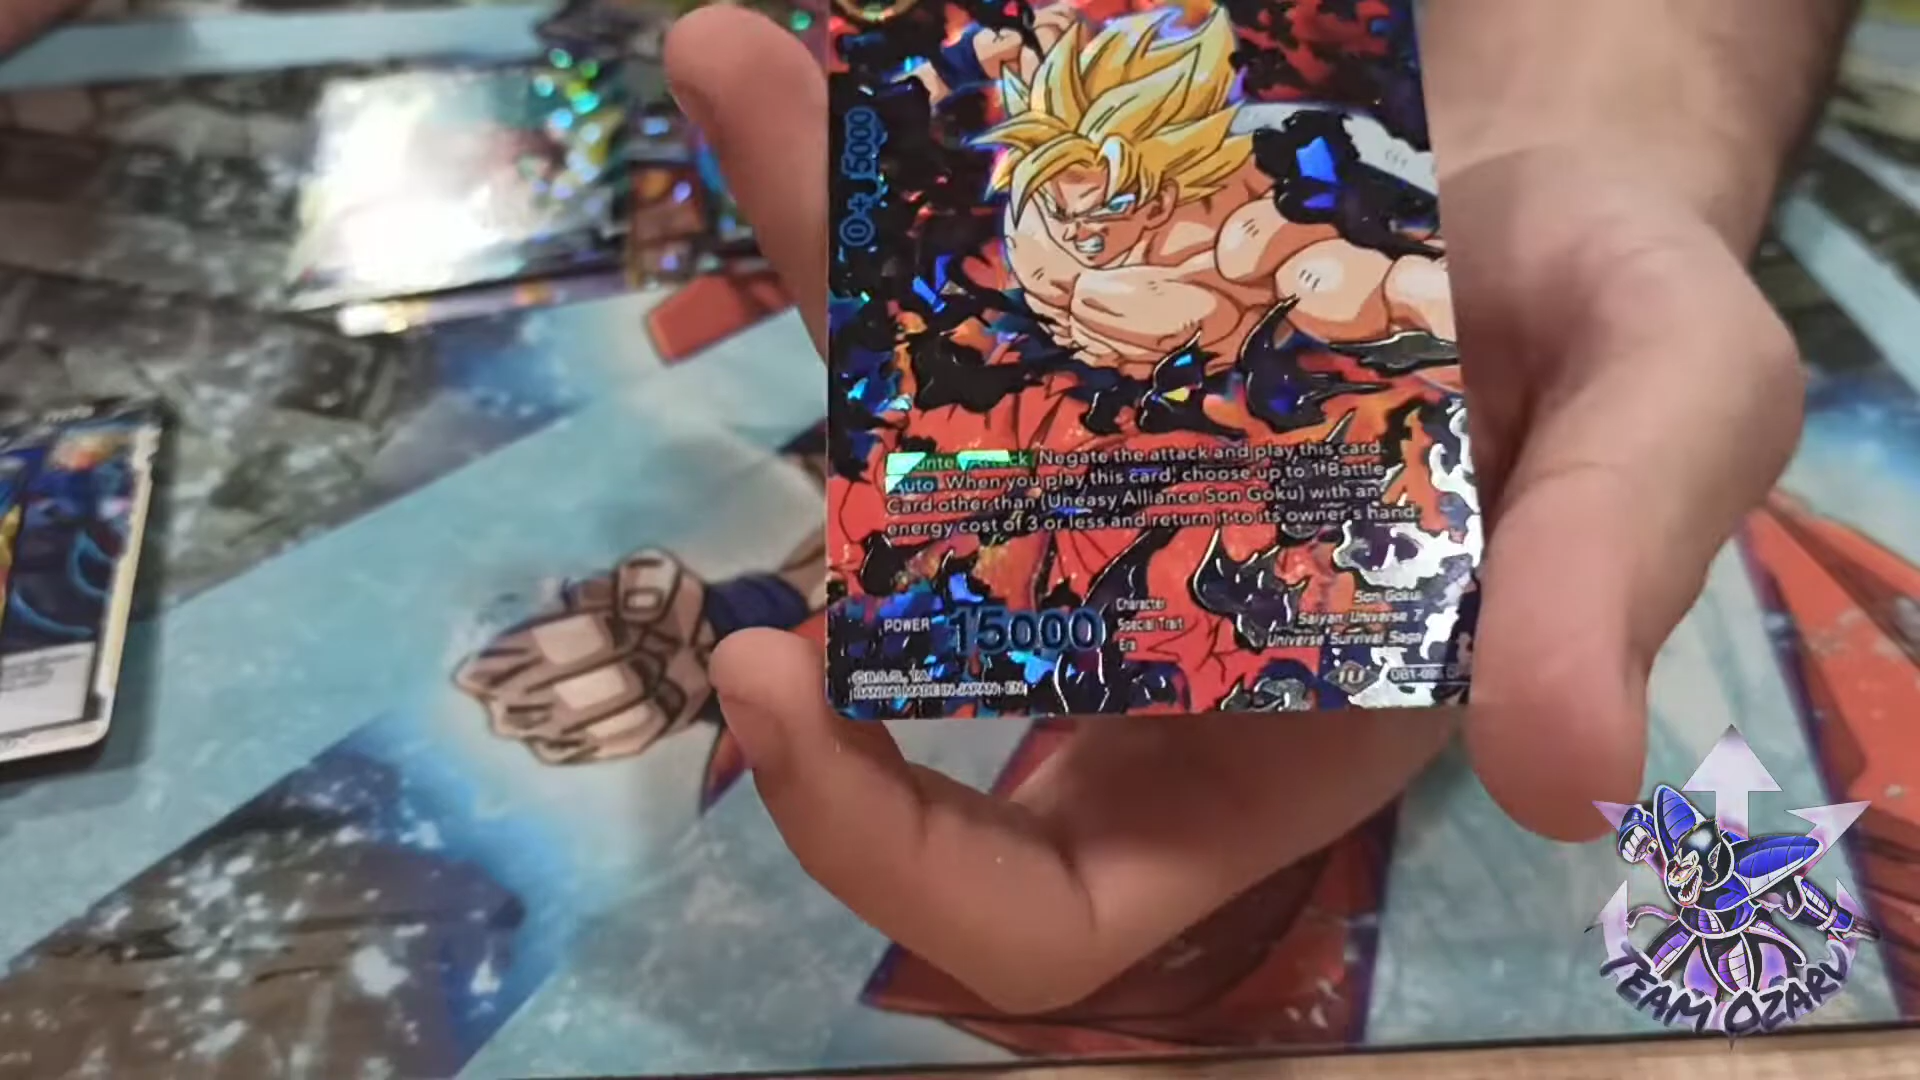 5000
Counter Attack Negate the attack and play this card.
Auto When you play this card, choose up to 1 Battle
Card other than (Uneasy Alliance Son Goku) with an
energy cost of 3 or less and return it to its owner's hand.
POWER 15000
Character Son Goku
Special Trait Saiyan Universe 7
Era Universe Survival Saga
©B.S./S., T.A.
BANDAI MADE IN JAPAN · EN
TEAM OZARU